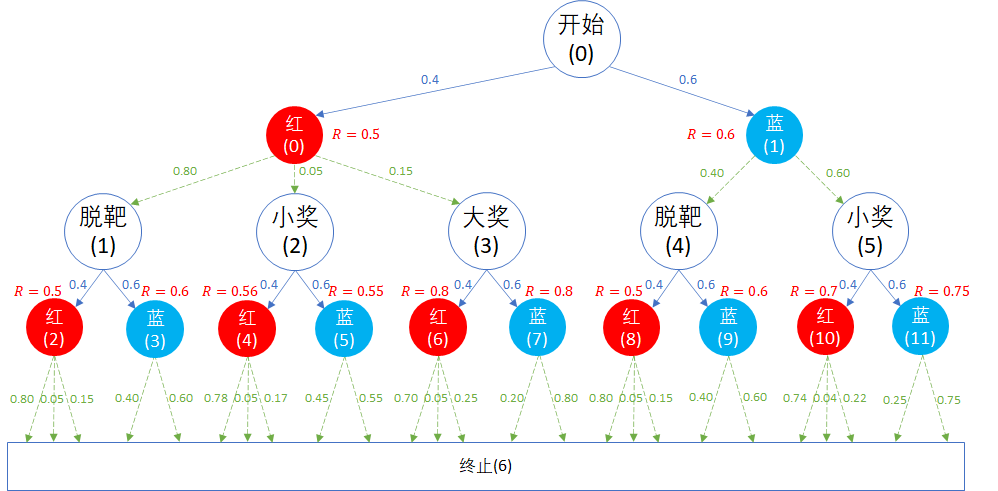 开始
(0)
0.4
0.6
红
(0)
R = 0.5
R = 0.6
蓝
(1)
0.80
0.05
0.15
0.40
0.60
脱靶
(1)
小奖
(2)
大奖
(3)
脱靶
(4)
小奖
(5)
R = 0.5
0.4
0.6
R = 0.6
R = 0.56
0.4
0.6
R = 0.55
R = 0.8
0.4
0.6
R = 0.8
R = 0.5
0.4
0.6
R = 0.6
R = 0.7
0.4
0.6
R = 0.75
红
(2)
蓝
(3)
红
(4)
蓝
(5)
红
(6)
蓝
(7)
红
(8)
蓝
(9)
红
(10)
蓝
(11)
0.80 0.05 0.15
0.40 0.60
0.78 0.05 0.17
0.45 0.55
0.70 0.05 0.25
0.20 0.80
0.80 0.05 0.15
0.40 0.60
0.74 0.04 0.22
0.25 0.75
终止(6)